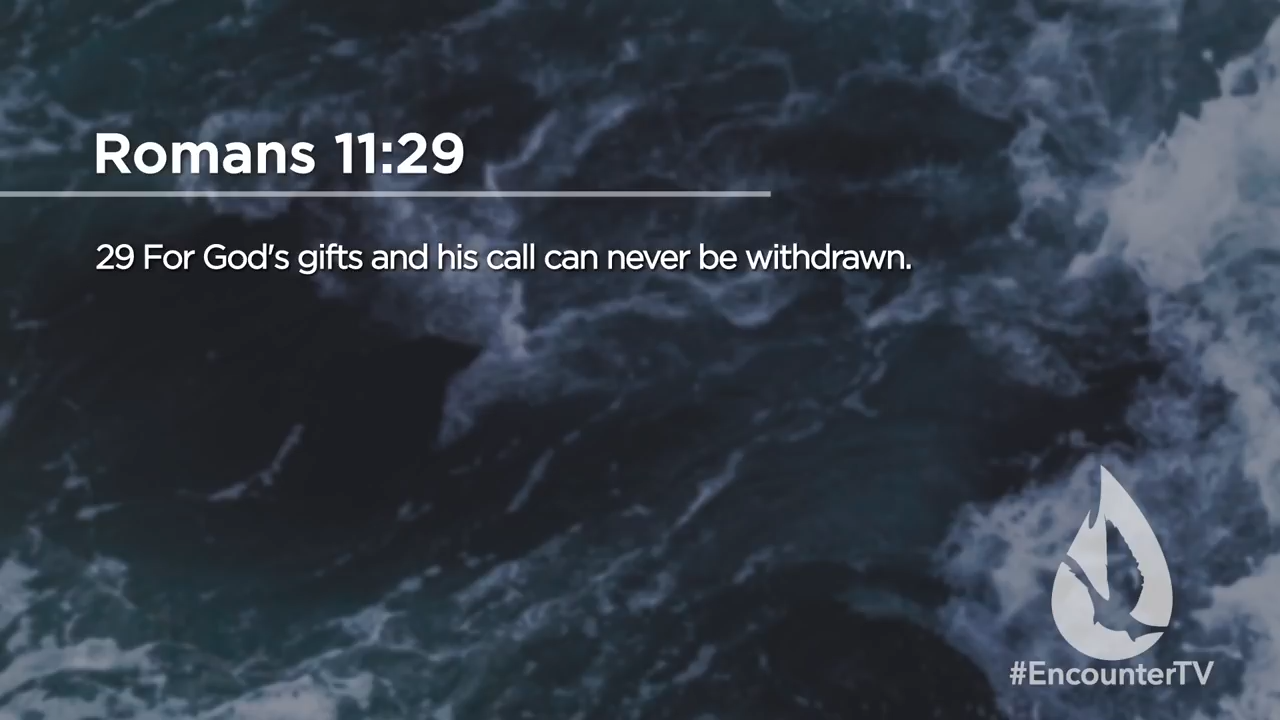 Romans 11:29
29 For God's gifts and his call can never be withdrawn.
#EncounterTV